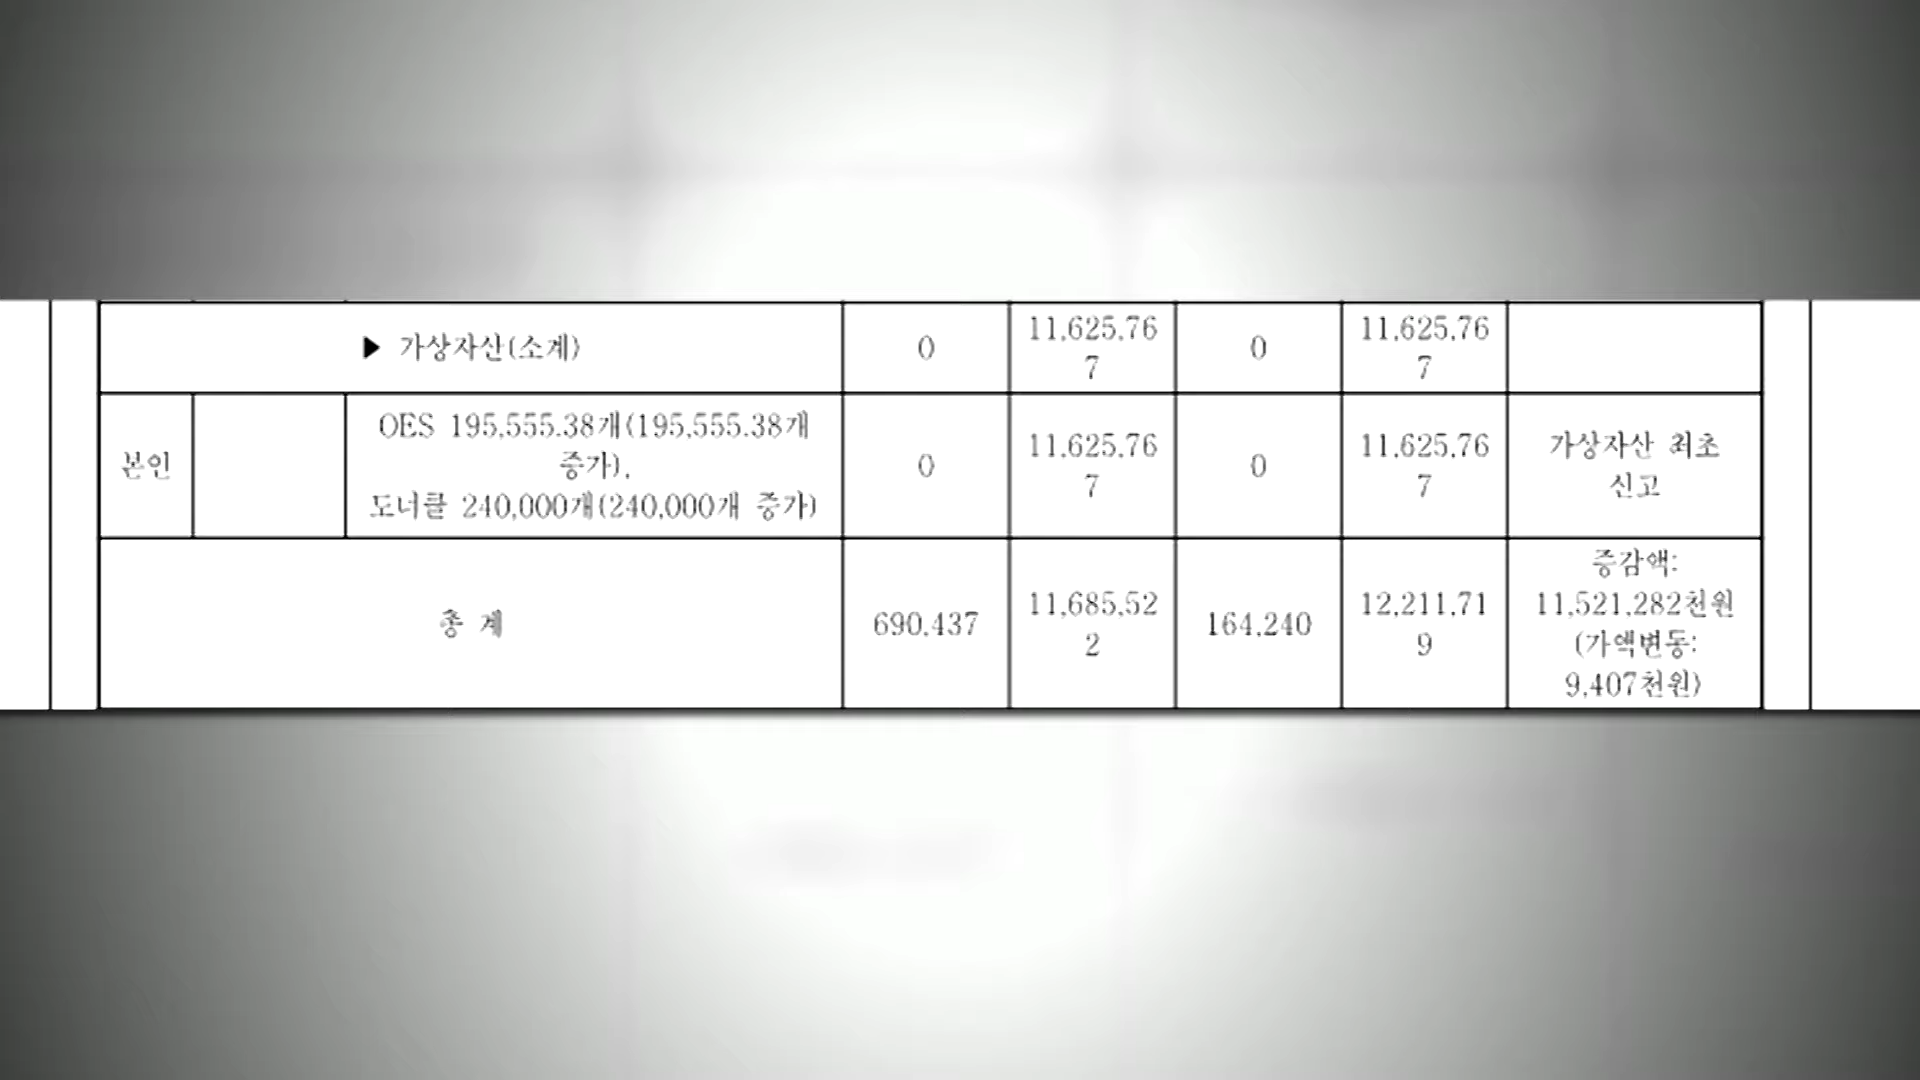 ▶ 가상자산(소계)
0
11,625,76
7
0
11,625,76
7
본인
OES 195,555.38개(195,555.38개
증가),
도너클 240,000개(240,000개 증가)
0
11,625,76
7
0
11,625,76
7
가상자산 최초
신고
총 계
690,437
11,685,52
2
164,240
12,211,71
9
증감액:
11,521,282천원
(가액변동:
9,407천원)